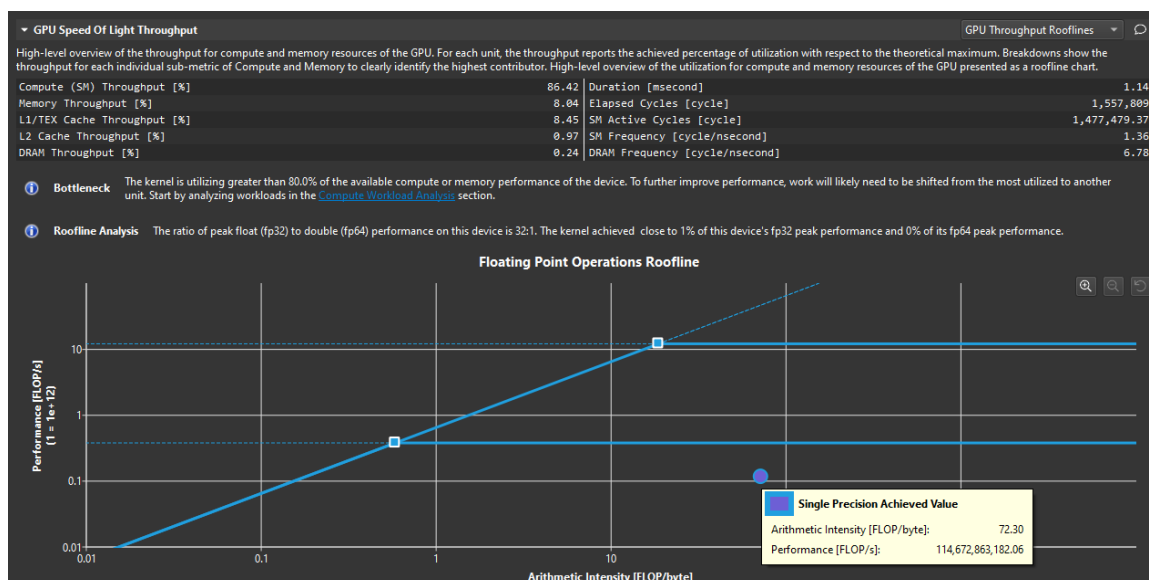 GPU Speed Of Light Throughput
GPU Throughput Rooflines
High-level overview of the throughput for compute and memory resources of the GPU. For each unit, the throughput reports the achieved percentage of utilization with respect to the theoretical maximum. Breakdowns show the
throughput for each individual sub-metric of Compute and Memory to clearly identify the highest contributor. High-level overview of the utilization for compute and memory resources of the GPU presented as a roofline chart.
Compute (SM) Throughput [%] 86.42 Duration [msecond] 1.14
Memory Throughput [%] 8.04 Elapsed Cycles [cycle] 1,557,809
L1/TEX Cache Throughput [%] 8.45 SM Active Cycles [cycle] 1,477,479.37
L2 Cache Throughput [%] 0.97 SM Frequency [cycle/nsecond] 1.36
DRAM Throughput [%] 0.24 DRAM Frequency [cycle/nsecond] 6.78
Bottleneck The kernel is utilizing greater than 80.0% of the available compute or memory performance of the device. To further improve performance, work will likely need to be shifted from the most utilized to another
unit. Start by analyzing workloads in the Compute Workload Analysis section.
Roofline Analysis The ratio of peak float (fp32) to double (fp64) performance on this device is 32:1. The kernel achieved close to 1% of this device's fp32 peak performance and 0% of its fp64 peak performance.
Floating Point Operations Roofline
Performance [FLOP/s]
(1 = 1e+12)
10
1
0.1
0.01
0.01 0.1 1 10
Arithmetic Intensity [FLOP/byte]
Single Precision Achieved Value
Arithmetic Intensity [FLOP/byte]: 72.30
Performance [FLOP/s]: 114,672,863,182.06